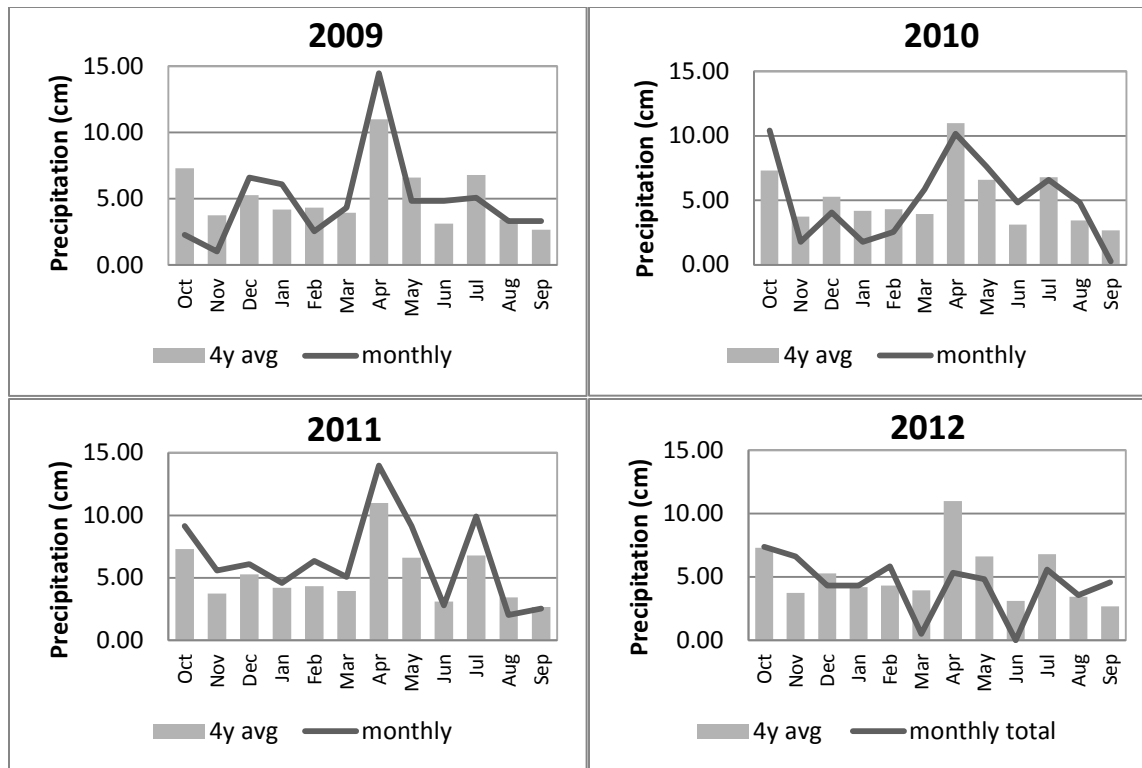 2009
Precipitation (cm)
15.00
10.00
5.00
0.00
Oct Nov Dec Jan Feb Mar Apr May Jun Jul Aug Sep
4y avg monthly
2010
Precipitation (cm)
15.00
10.00
5.00
0.00
Oct Nov Dec Jan Feb Mar Apr May Jun Jul Aug Sep
4y avg monthly
2011
Precipitation (cm)
15.00
10.00
5.00
0.00
Oct Nov Dec Jan Feb Mar Apr May Jun Jul Aug Sep
4y avg monthly
2012
Precipitation (cm)
15.00
10.00
5.00
0.00
Oct Nov Dec Jan Feb Mar Apr May Jun Jul Aug Sep
4y avg monthly total